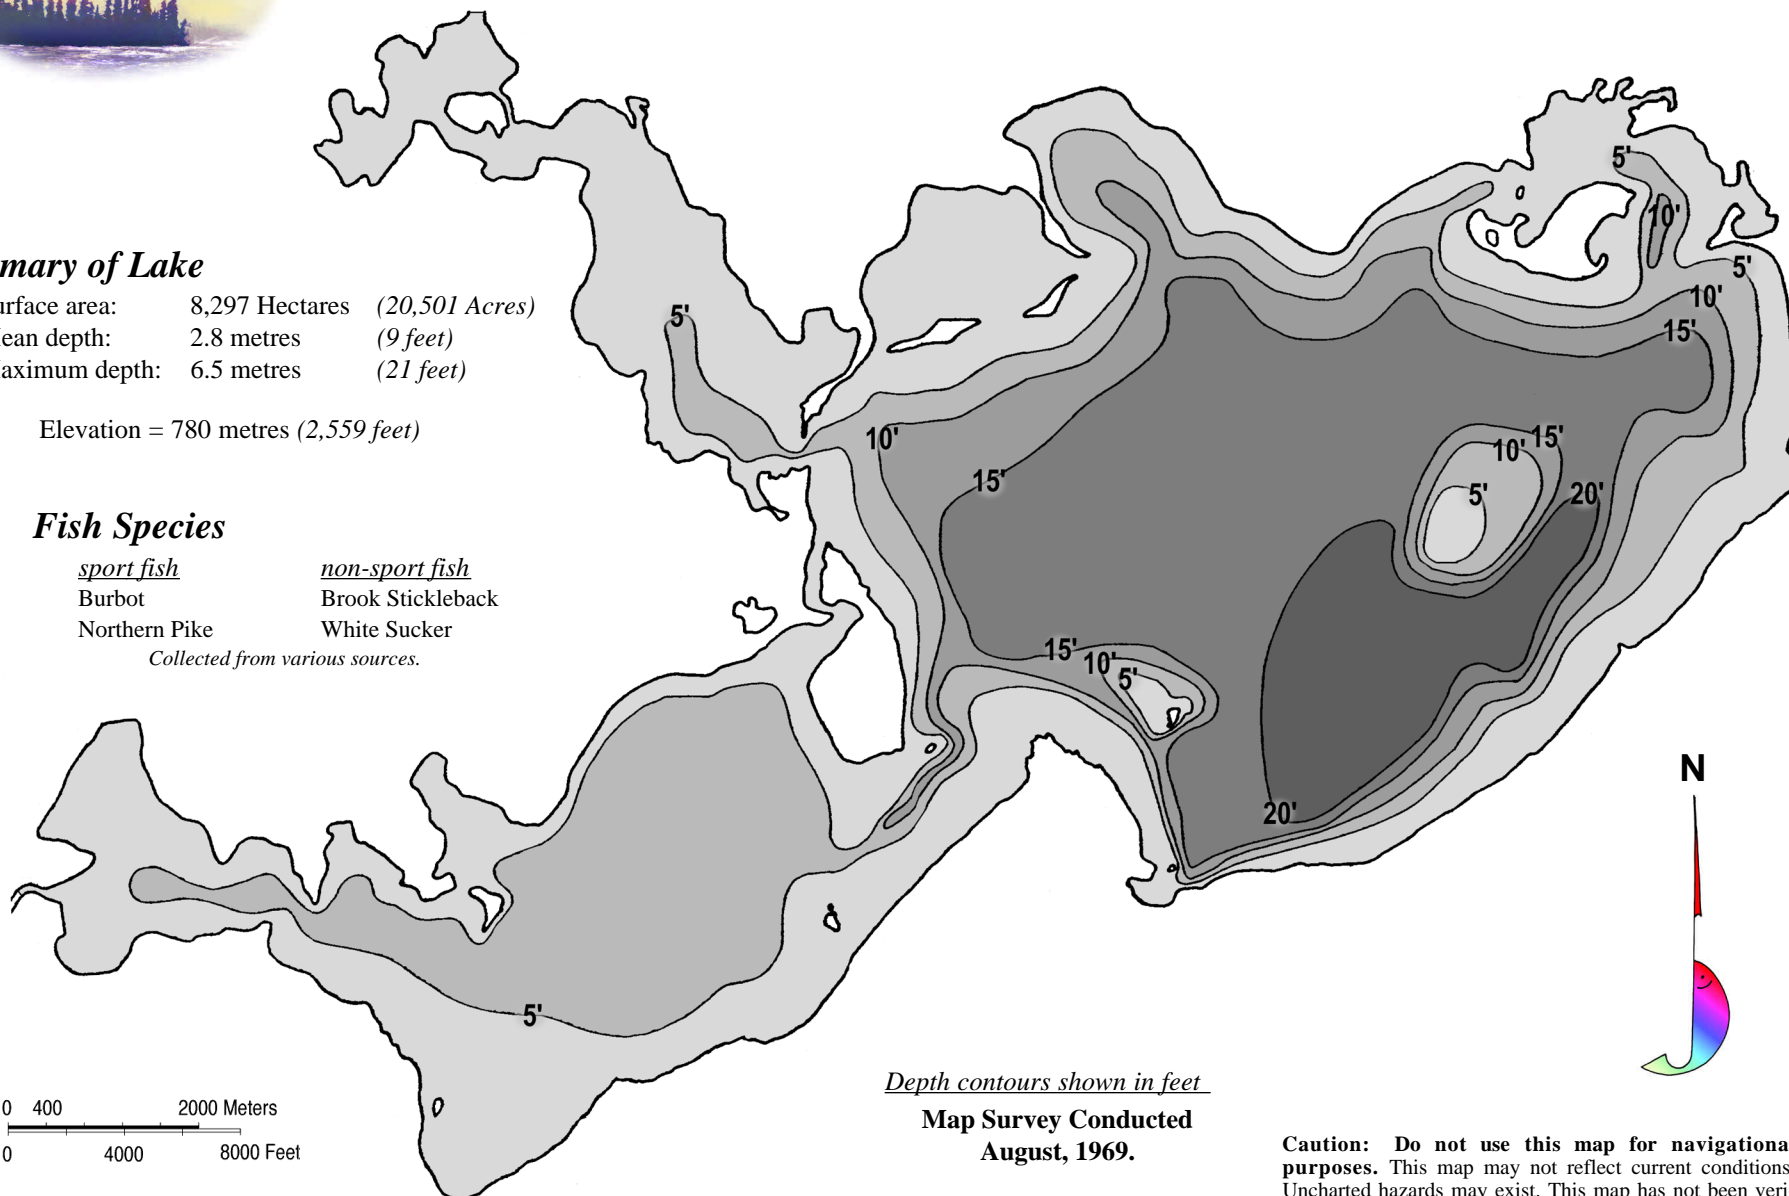 mary of Lake
urface area: 8,297 Hectares (20,501 Acres)
ean depth: 2.8 metres (9 feet)
aximum depth: 6.5 metres (21 feet)
Elevation = 780 metres (2,559 feet)
Fish Species
sport fish non-sport fish
Burbot Brook Stickleback
Northern Pike White Sucker
Collected from various sources.
5'
10'
5'
10'
15'
5'
10'
15'
10'
15'
5'
20'
15'
15'
10'
5'
20'
5'
N
0 400 2000 Meters
0 4000 8000 Feet
Depth contours shown in feet
Map Survey Conducted
August, 1969.
Caution: Do not use this map for navigationa
purposes. This map may not reflect current conditions
Uncharted hazards may exist. This map has not been veri